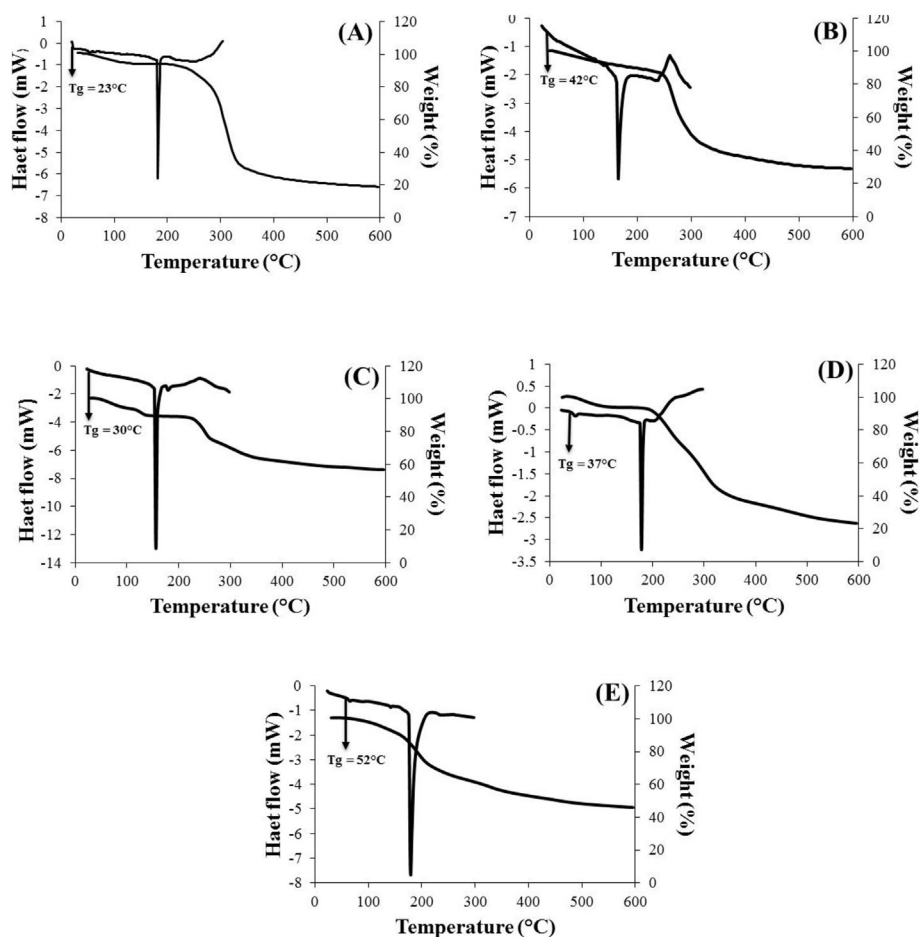 (A)
Haet flow (mW}
1
0
-1
-2
-3
-4
-5
-6
-7
-8
Tg = 23°C
120
100
80
60
40
20
0
Weight (%)
0 100 200 300 400 500 600
Temperature (°C)
(B)
Heat flow (mW)
0
-1
-2
-3
-4
-5
-6
-7
Tg = 42°C
120
100
80
60
40
20
0
Weight (%)
0 100 200 300 400 500 600
Temperature (°C)
(C)
Haet flow (mW}
0
-2
-4
-6
-8
-10
-12
-14
Tg = 30°C
120
100
80
60
40
20
0
Weight (%)
0 100 200 300 400 500 600
Temperature (°C)
(D)
Haet flow (mW)
1
0.5
0
-0.5
-1
-1.5
-2
-2.5
-3
-3.5
Tg = 37°C
120
100
80
60
40
20
0
Weight (%)
0 100 200 300 400 500 600
Temperature (°C)
(E)
Haet flow (mW)
0
-1
-2
-3
-4
-5
-6
-7
-8
Tg = 52°C
120
100
80
60
40
20
0
Weight (%)
0 100 200 300 400 500 600
Temperature (°C)